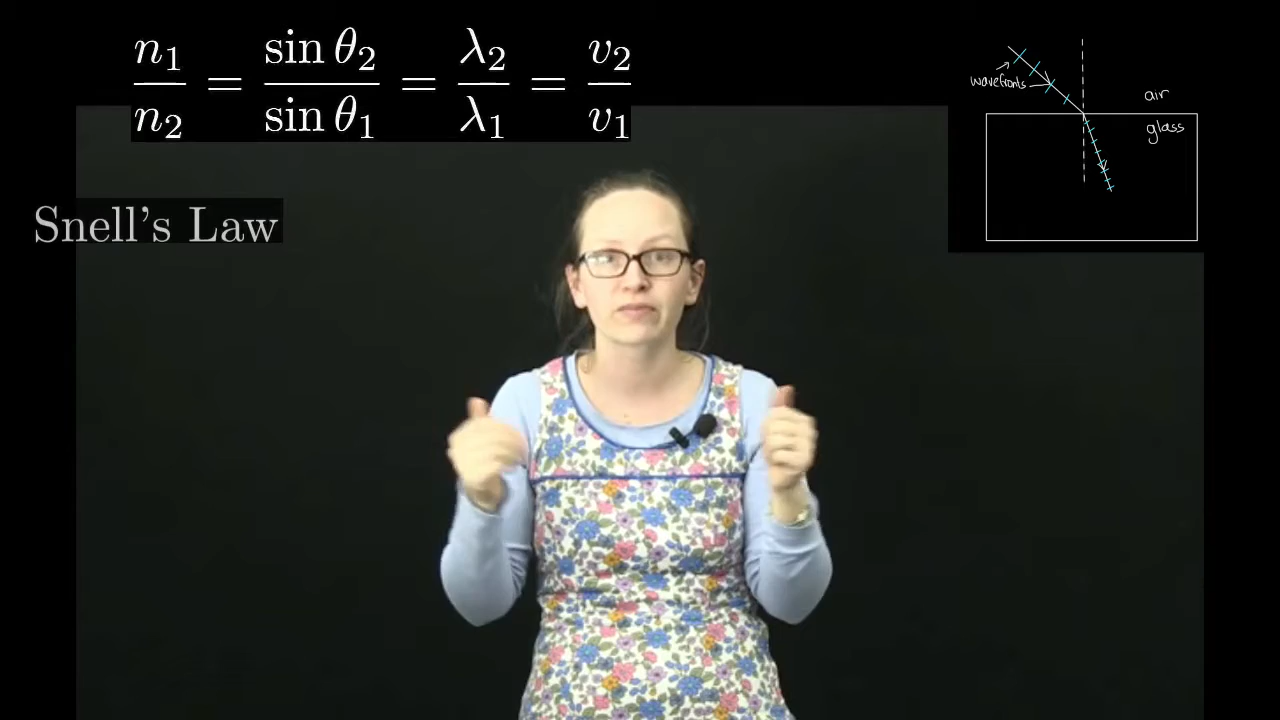 n₁/n₂ = sin θ₂/sin θ₁ = λ₂/λ₁ = v₂/v₁
wavefronts
air
glass
Snell's Law